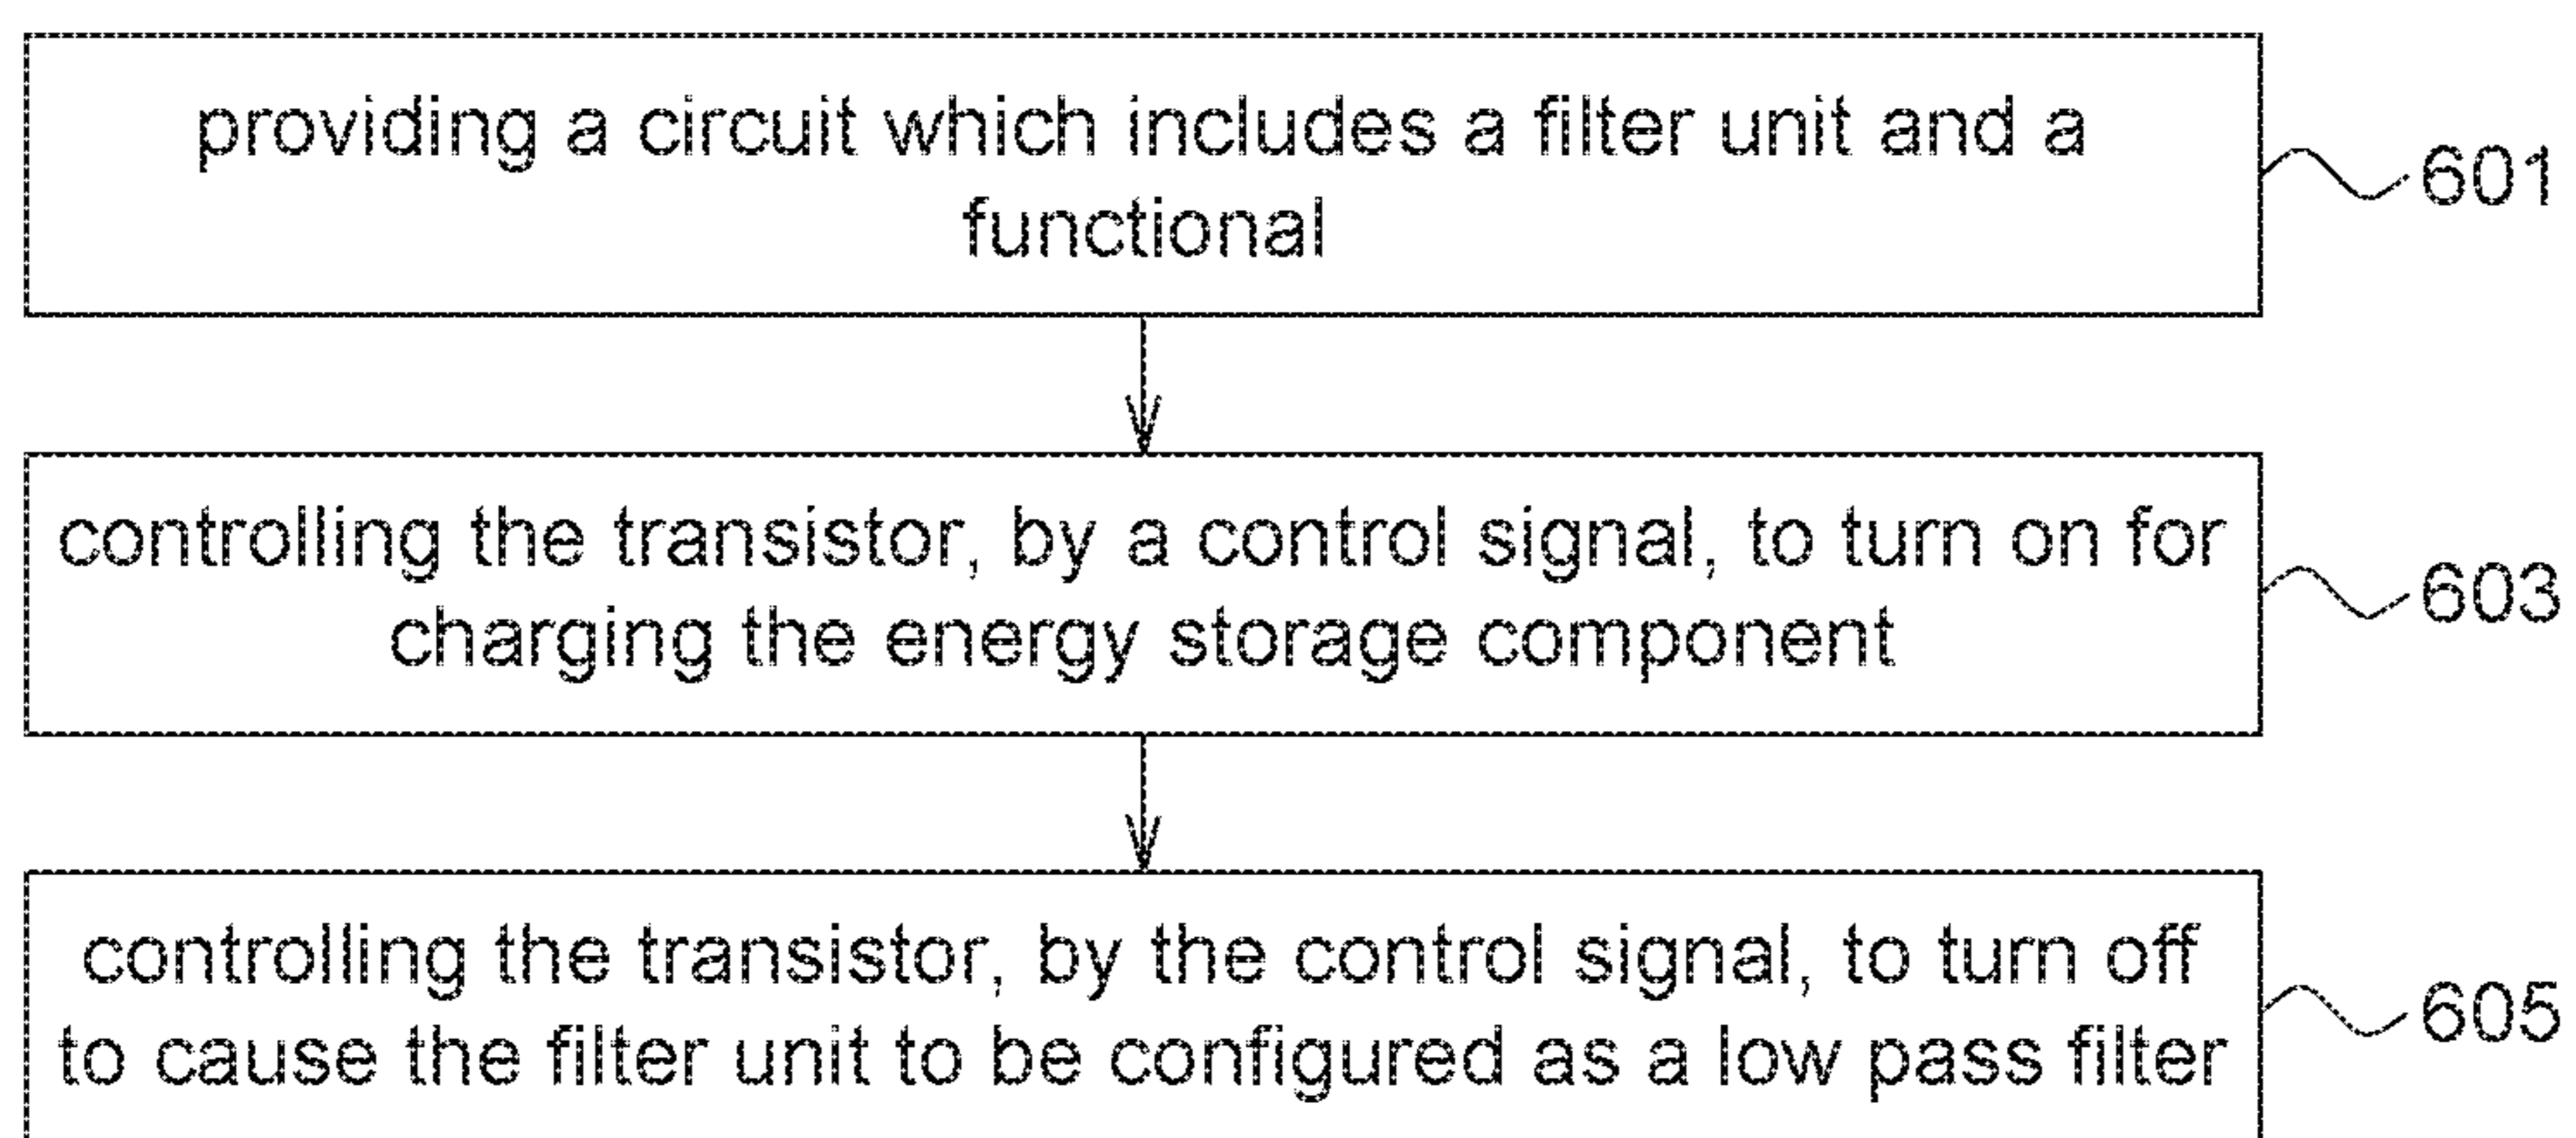 providing a circuit which includes a filter unit and a
functional
601
controlling the transistor, by a control signal, to turn on for
charging the energy storage component
603
controlling the transistor, by the control signal, to turn off
to cause the filter unit to be configured as a low pass filter
605